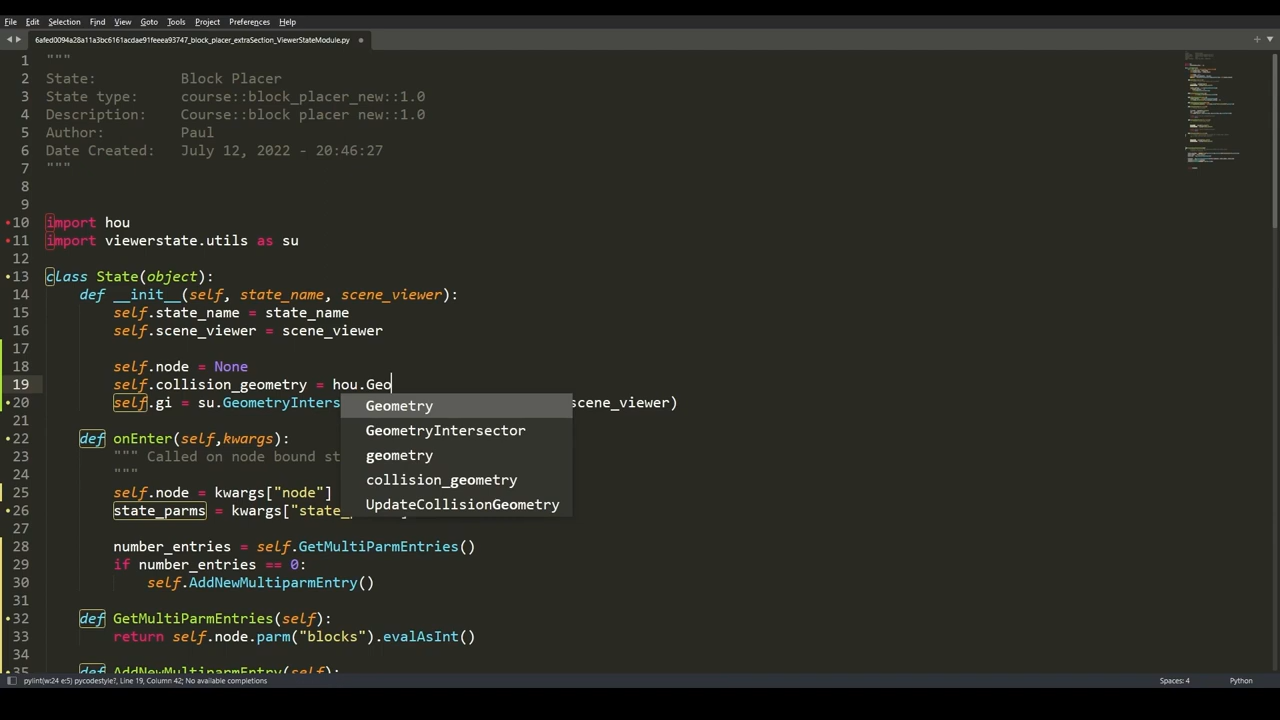 File Edit Selection Find View Goto Tools Project Preferences Help
6afed0094a28a11a3bc6161acdae91feea93747_block_placer_extraSection_ViewerStateModule.py
1 """
2 State: Block Placer
3 State type: course::block_placer_new::1.0
4 Description: Course::block placer new::1.0
5 Author: Paul
6 Date Created: July 12, 2022 - 20:46:27
7 """
8
9
10 import hou
11 import viewerstate.utils as su
12
13 class State(object):
14 def __init__(self, state_name, scene_viewer):
15 self.state_name = state_name
16 self.scene_viewer = scene_viewer
17
18 self.node = None
19 self.collision_geometry = hou.Geo
20 self.gi = su.GeometryInters scene_viewer)
Geometry
GeometryIntersector
geometry
collision_geometry
UpdateCollisionGeometry
21
22 def onEnter(self,kwargs):
23 """ Called on node bound st
24 """
25 self.node = kwargs["node"]
26 state_parms = kwargs["state_
27
28 number_entries = self.GetMultiParmEntries()
29 if number_entries == 0:
30 self.AddNewMultiparmEntry()
31
32 def GetMultiParmEntries(self):
33 return self.node.parm("blocks").evalAsInt()
34
35 def AddNewMultiparmEntry(self):
pylint(w:24 e:5) pycodestyle?, Line 19, Column 42; No available completions Spaces: 4 Python